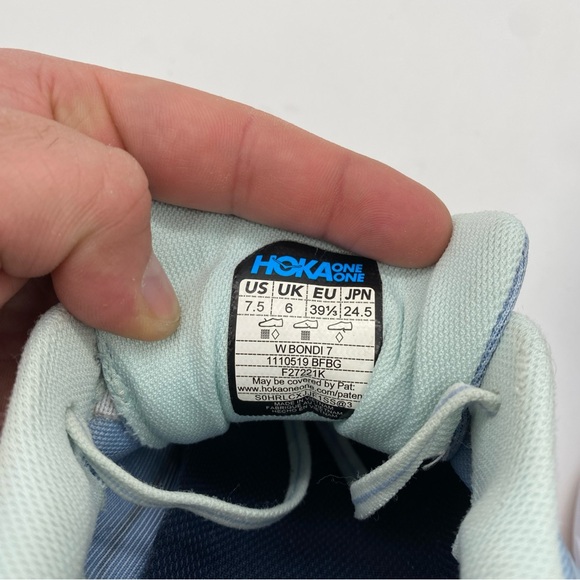 HOKA ONE ONE
US UK EU JPN
7.5 6 39⅓ 24.5
W BONDI 7
1110519 BFBG
F27221K
May be covered by Pat:
www.hokaoneone.com/paten